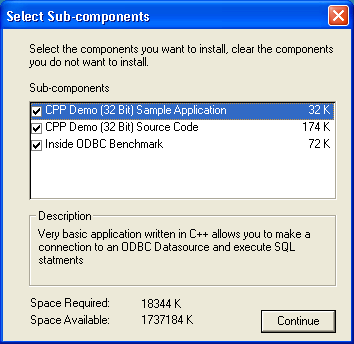 Select Sub-components
Select the components you want to install, clear the components
you do not want to install.
Sub-components
CPP Demo (32 Bit) Sample Application 32 K
CPP Demo (32 Bit) Source Code 174 K
Inside ODBC Benchmark 72 K
Description
Very basic application written in C++ allows you to make a
connection to an ODBC Datasource and execute SQL
statments
Space Required: 18344 K
Space Available: 1737184 K
Continue